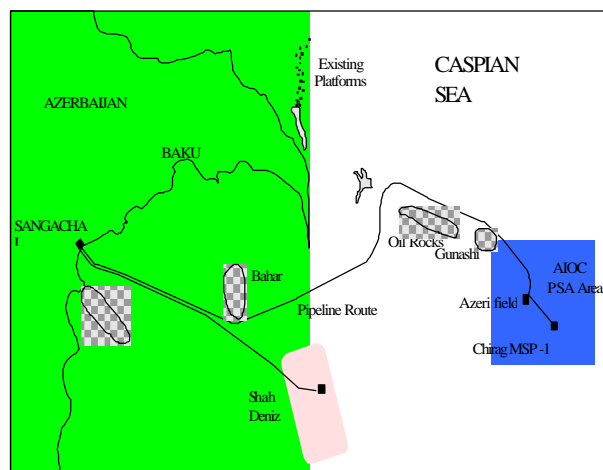 Existing
Platforms
CASPIAN
SEA
AZERBAIJAN
BAKU
SANGACHA
L
Oil Rocks
Gunashi
Bahar
AIOC
PSA Area
Azeri field
Pipeline Route
Chirag MSP -1
Shah
Deniz